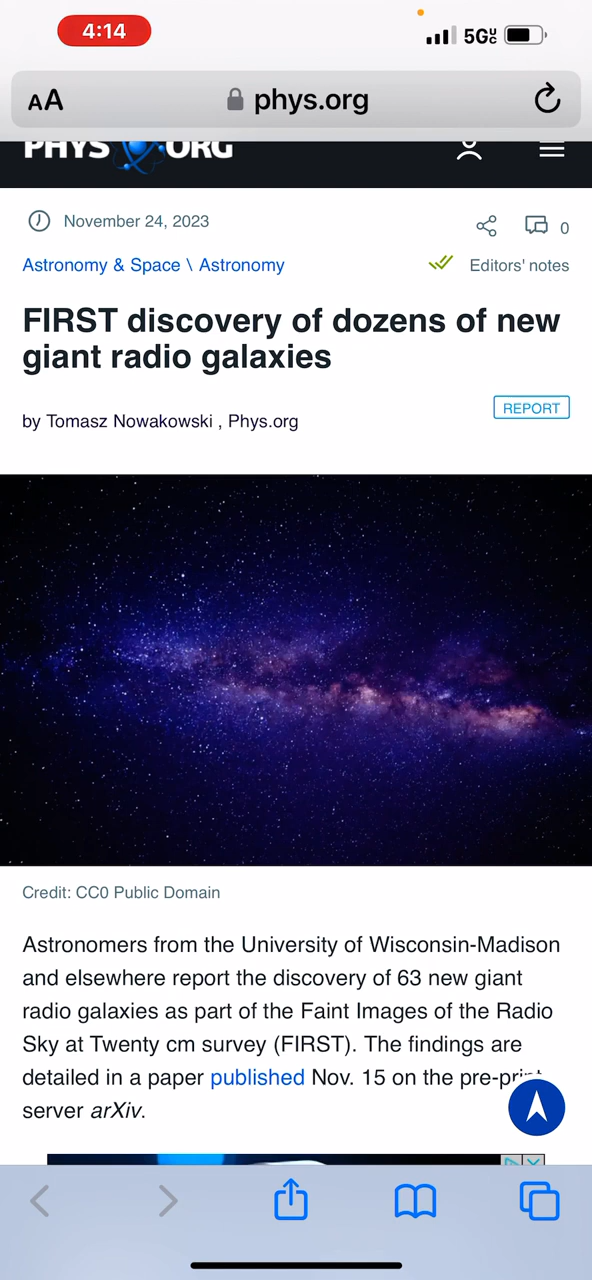 4:14
5G
AA
phys.org
PHYS ORG
November 24, 2023
0
Astronomy & Space \ Astronomy
Editors' notes
FIRST discovery of dozens of new
giant radio galaxies
REPORT
by Tomasz Nowakowski , Phys.org
Credit: CC0 Public Domain
Astronomers from the University of Wisconsin-Madison
and elsewhere report the discovery of 63 new giant
radio galaxies as part of the Faint Images of the Radio
Sky at Twenty cm survey (FIRST). The findings are
detailed in a paper published Nov. 15 on the pre-print
server arXiv.